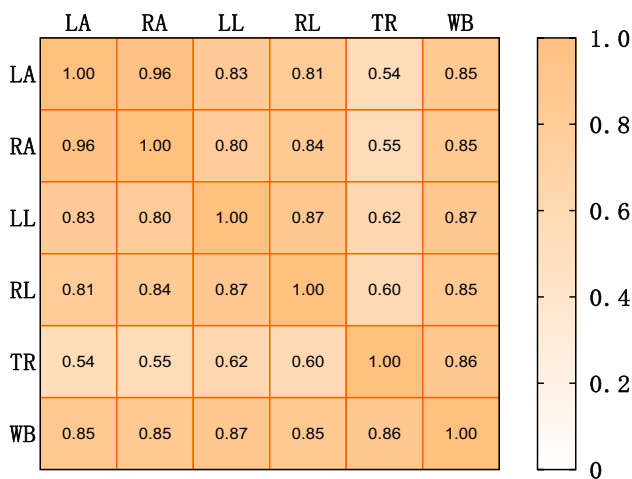 LA RA LL RL TR WB
LA 1.00 0.96 0.83 0.81 0.54 0.85
RA 0.96 1.00 0.80 0.84 0.55 0.85
LL 0.83 0.80 1.00 0.87 0.62 0.87
RL 0.81 0.84 0.87 1.00 0.60 0.85
TR 0.54 0.55 0.62 0.60 1.00 0.86
WB 0.85 0.85 0.87 0.85 0.86 1.00
1.0
0.8
0.6
0.4
0.2
0